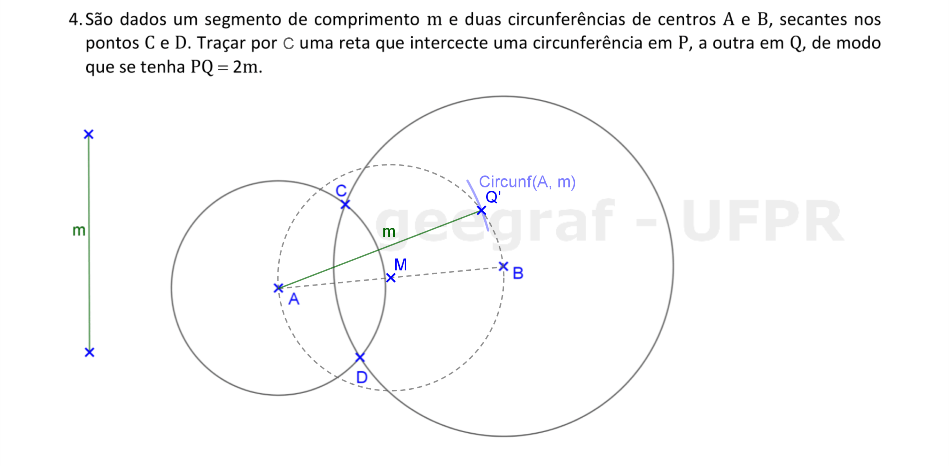 4. São dados um segmento de comprimento m e duas circunferências de centros A e B, secantes nos
pontos C e D. Traçar por C uma reta que intercecte uma circunferência em P, a outra em Q, de modo
que se tenha PQ = 2m.
Circunf(A, m)
C
Q'
geegraf - UFPR
m
m
M
B
A
D